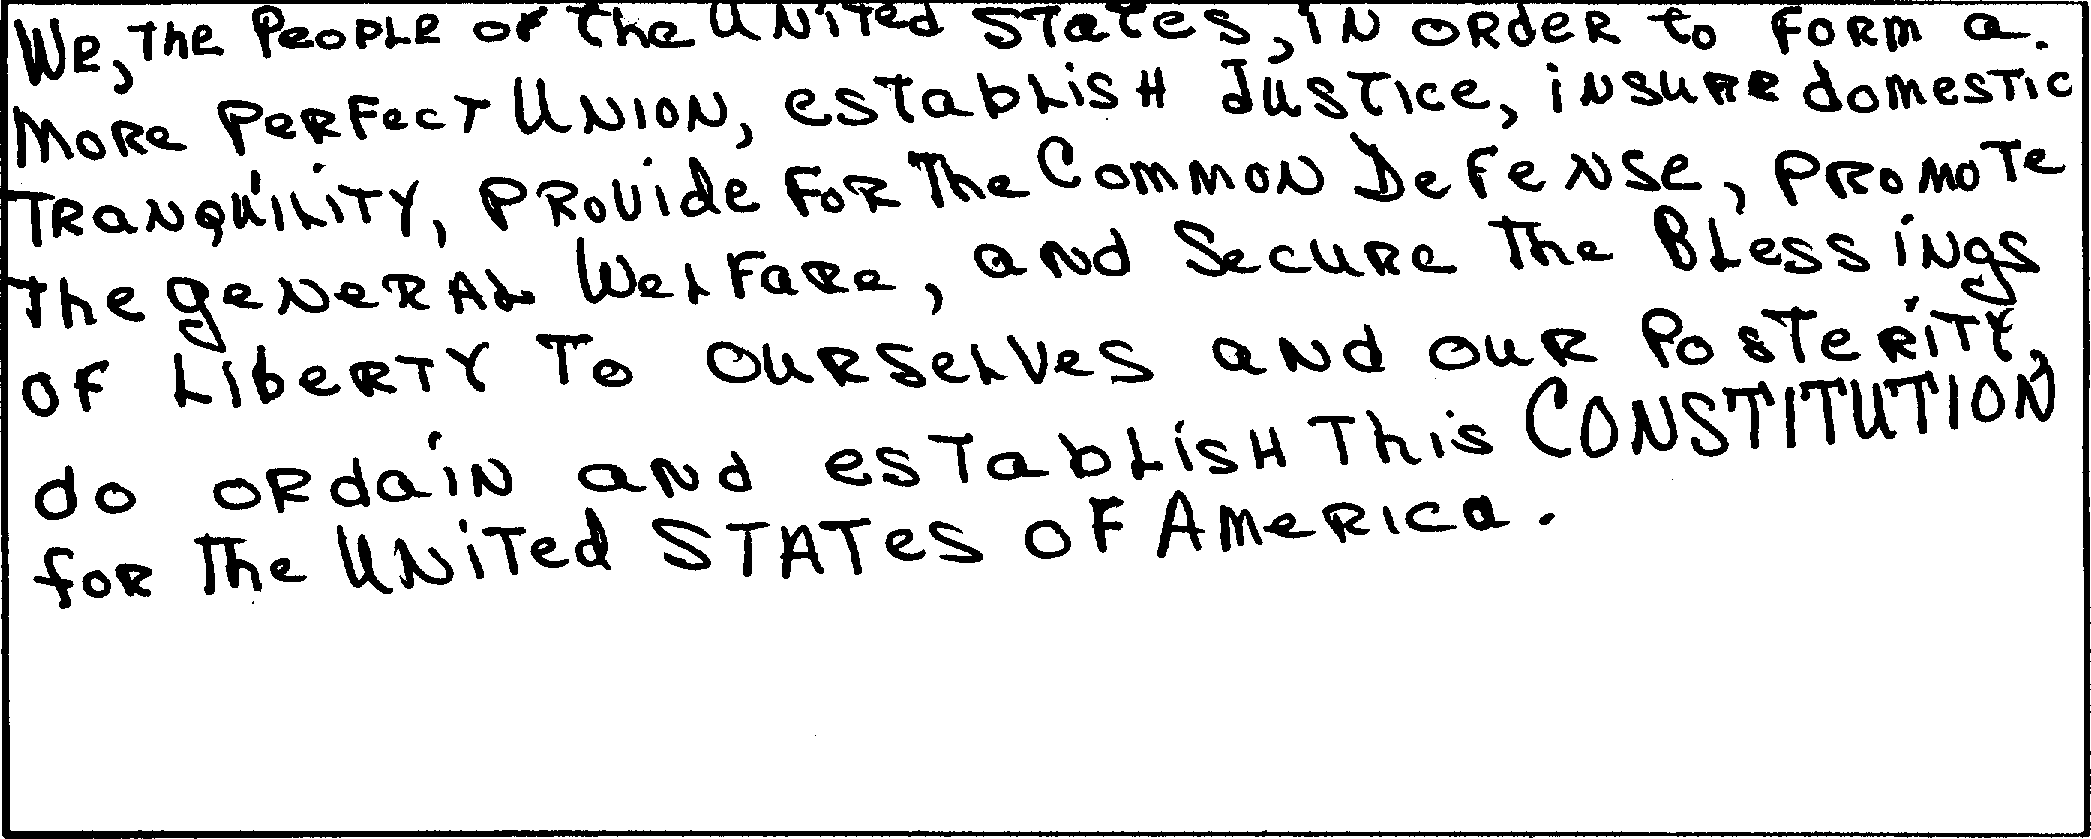 We, the People of the United States, in order to form a.
More perfect Union, establish Justice, insure domestic
Tranquility, provide for the Common Defense, promote
the general Welfare, and Secure the Blessings
of Liberty to ourselves and our Posterity,
do ordain and establish this CONSTITUTION
for the United States of America.